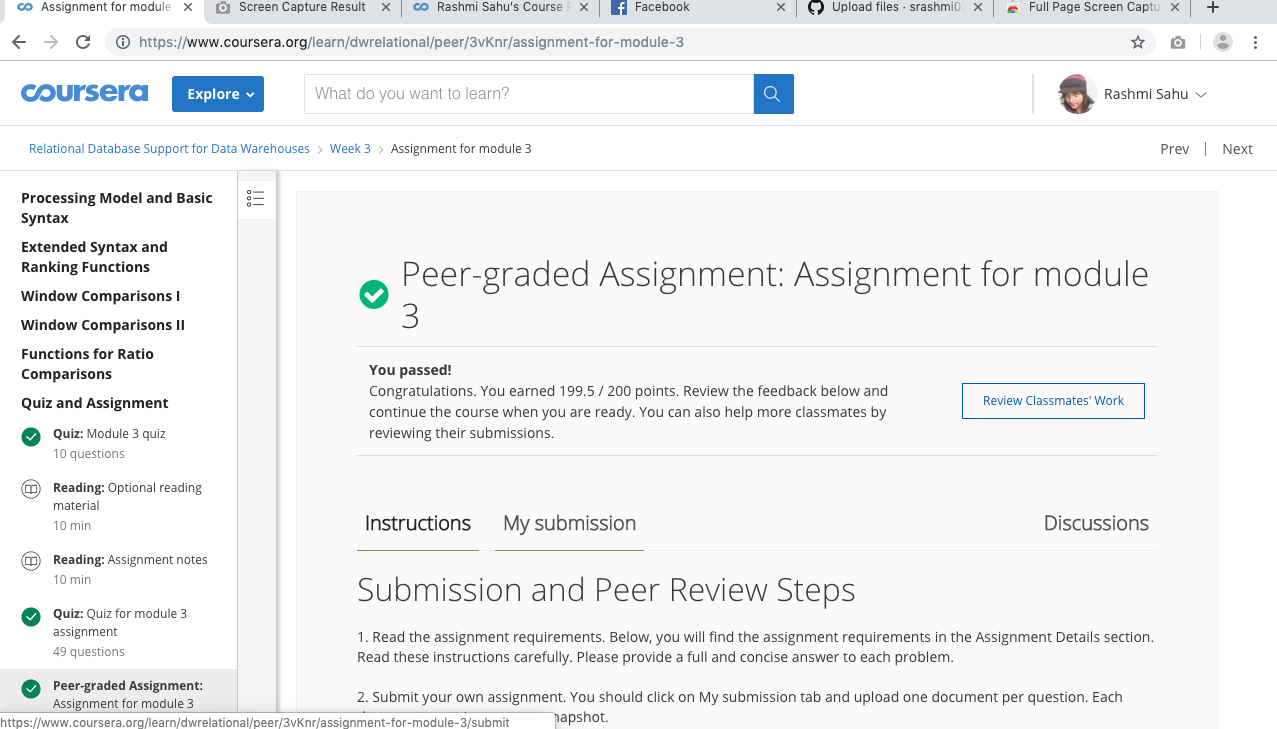 Assignment for module
Screen Capture Result
Rashmi Sahu's Course
Facebook
Upload files · srashmi0
Full Page Screen Captu
https://www.coursera.org/learn/dwrelational/peer/3vKnr/assignment-for-module-3
coursera
Explore
What do you want to learn?
Rashmi Sahu
Relational Database Support for Data Warehouses > Week 3 > Assignment for module 3
Prev | Next
Processing Model and Basic
Syntax
Extended Syntax and
Ranking Functions
Window Comparisons I
Window Comparisons II
Functions for Ratio
Comparisons
Quiz and Assignment
Quiz: Module 3 quiz
10 questions
Reading: Optional reading
material
10 min
Reading: Assignment notes
10 min
Quiz: Quiz for module 3
assignment
49 questions
Peer-graded Assignment:
Assignment for module 3
Peer-graded Assignment: Assignment for module
3
You passed!
Congratulations. You earned 199.5 / 200 points. Review the feedback below and
continue the course when you are ready. You can also help more classmates by
reviewing their submissions.
Review Classmates' Work
Instructions
My submission
Discussions
Submission and Peer Review Steps
1. Read the assignment requirements. Below, you will find the assignment requirements in the Assignment Details section.
Read these instructions carefully. Please provide a full and concise answer to each problem.
2. Submit your own assignment. You should click on My submission tab and upload one document per question. Each
napshot.
https://www.coursera.org/learn/dwrelational/peer/3vKnr/assignment-for-module-3/submit